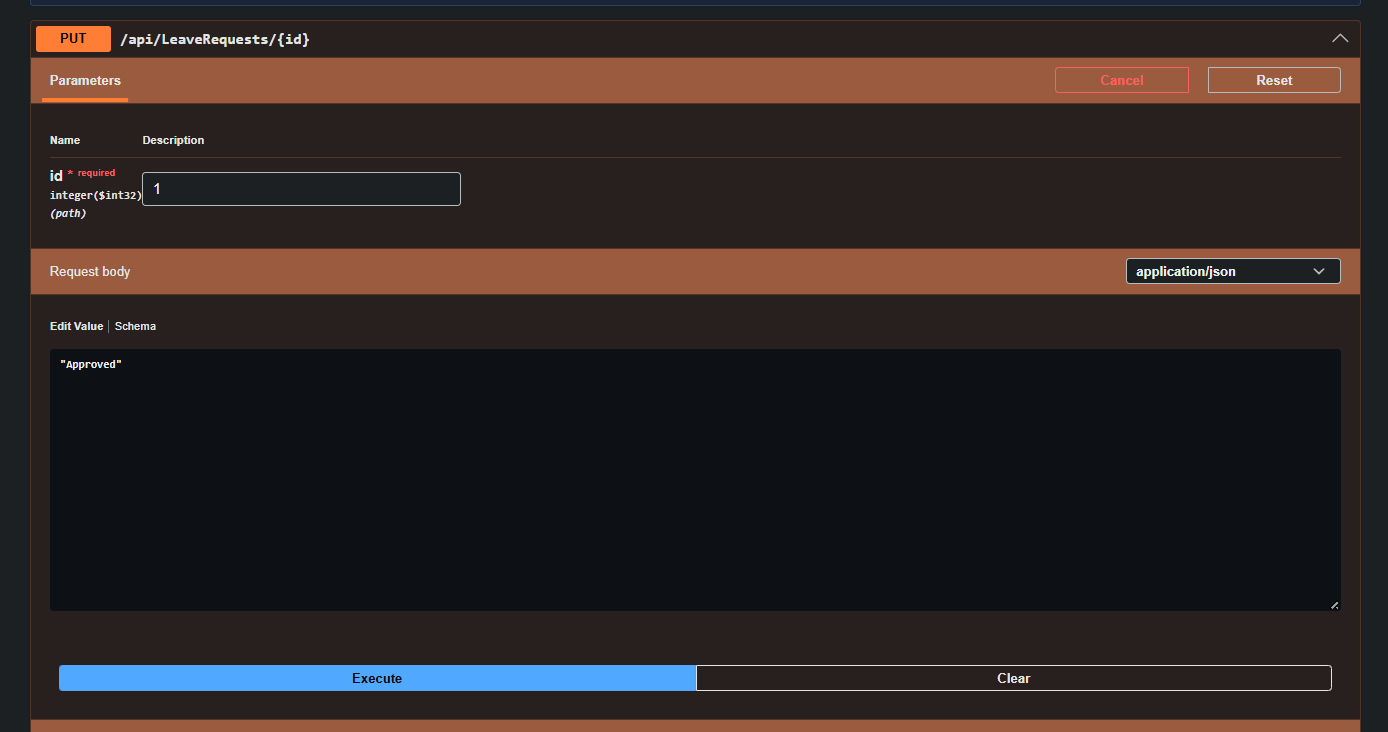 PUT /api/LeaveRequests/{id}
Parameters Cancel Reset
Name Description
id * required
integer($int32) 1
(path)
Request body application/json
Edit Value Schema
"Approved"
Execute Clear